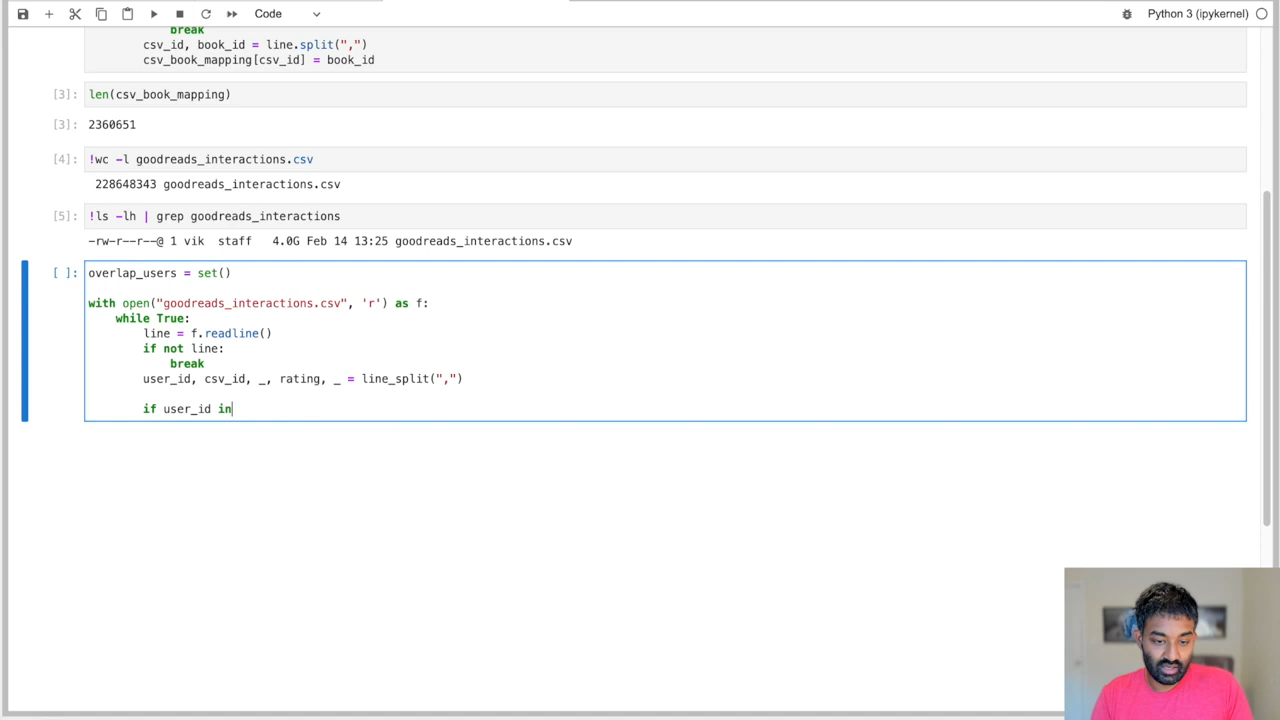 Code
Python 3 (ipykernel)
break
csv_id, book_id = line.split(",")
csv_book_mapping[csv_id] = book_id
[3]: len(csv_book_mapping)
[3]: 2360651
[4]: !wc -l goodreads_interactions.csv
228648343 goodreads_interactions.csv
[5]: !ls -lh | grep goodreads_interactions
-rw-r--r--@ 1 vik staff 4.0G Feb 14 13:25 goodreads_interactions.csv
[ ]: overlap_users = set()
with open("goodreads_interactions.csv", 'r') as f:
while True:
line = f.readline()
if not line:
break
user_id, csv_id, _, rating, _ = line_split(",")
if user_id in